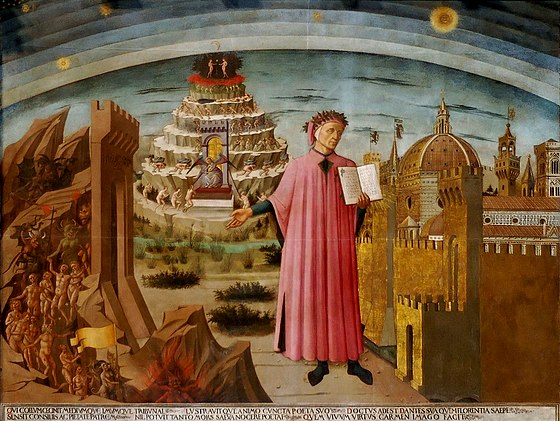 QVI COELVM CECINIT MEDIVMQVE IMVMQVE TRIBVNAL LVSTRAVITQVE ANIMO CVNCTA POETA SVO DOCTVS ADEST DANTES SVA QVEM FLORENTIA SAEPE
SENSIT CONSILIIS AC PIETATE PATREM NIL POTVIT TANTO MORS SAEVA NOCERE POETAE QVEM VIVVM VIRTVS CARMEN IMAGO FACIT